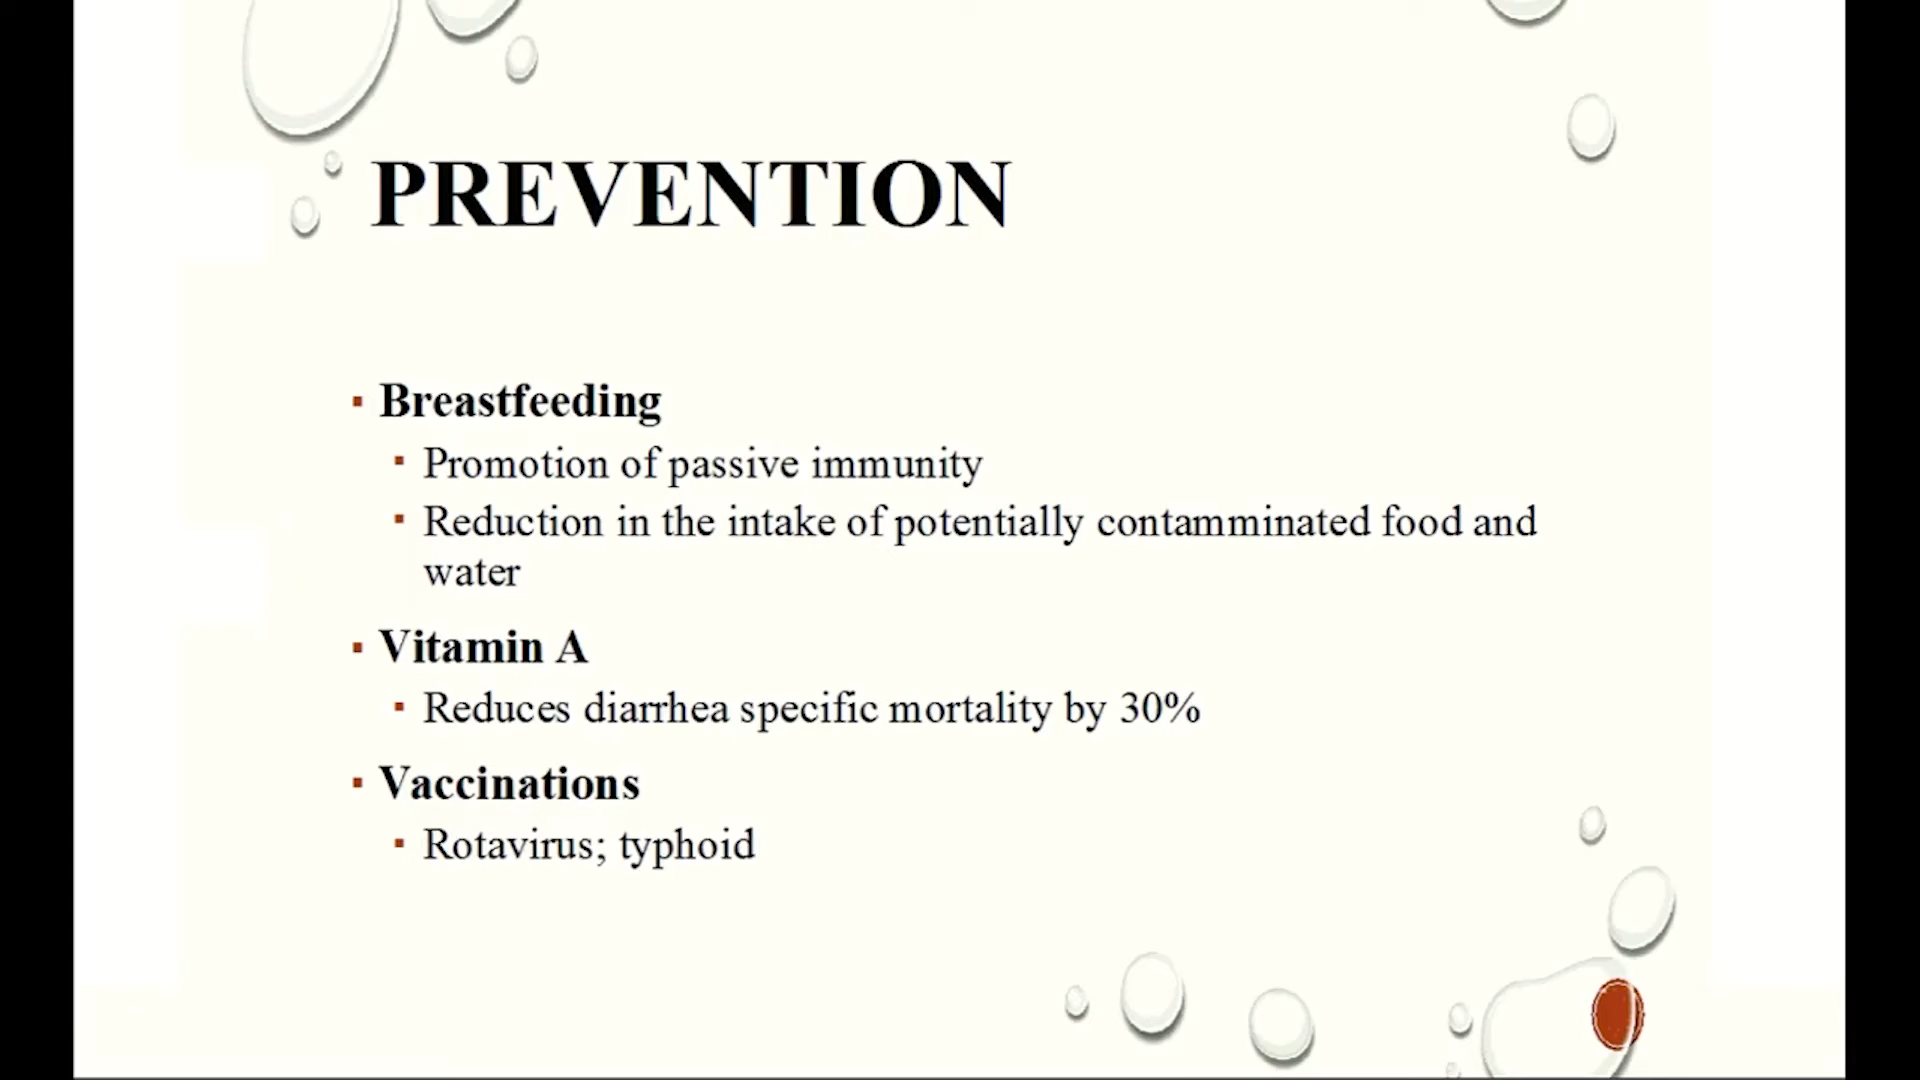 PREVENTION
Breastfeeding
Promotion of passive immunity
Reduction in the intake of potentially contamminated food and
water
Vitamin A
Reduces diarrhea specific mortality by 30%
Vaccinations
Rotavirus; typhoid